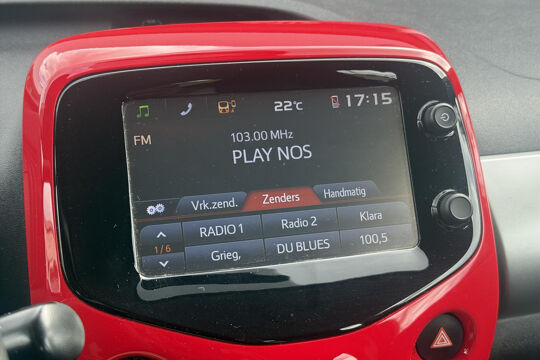 22°C 17:15
FM
103.00 MHz
PLAY NOS
Vrk.zend. Zenders Handmatig
RADIO 1 Radio 2 Klara
1/6
Grieg, DU BLUES 100,5